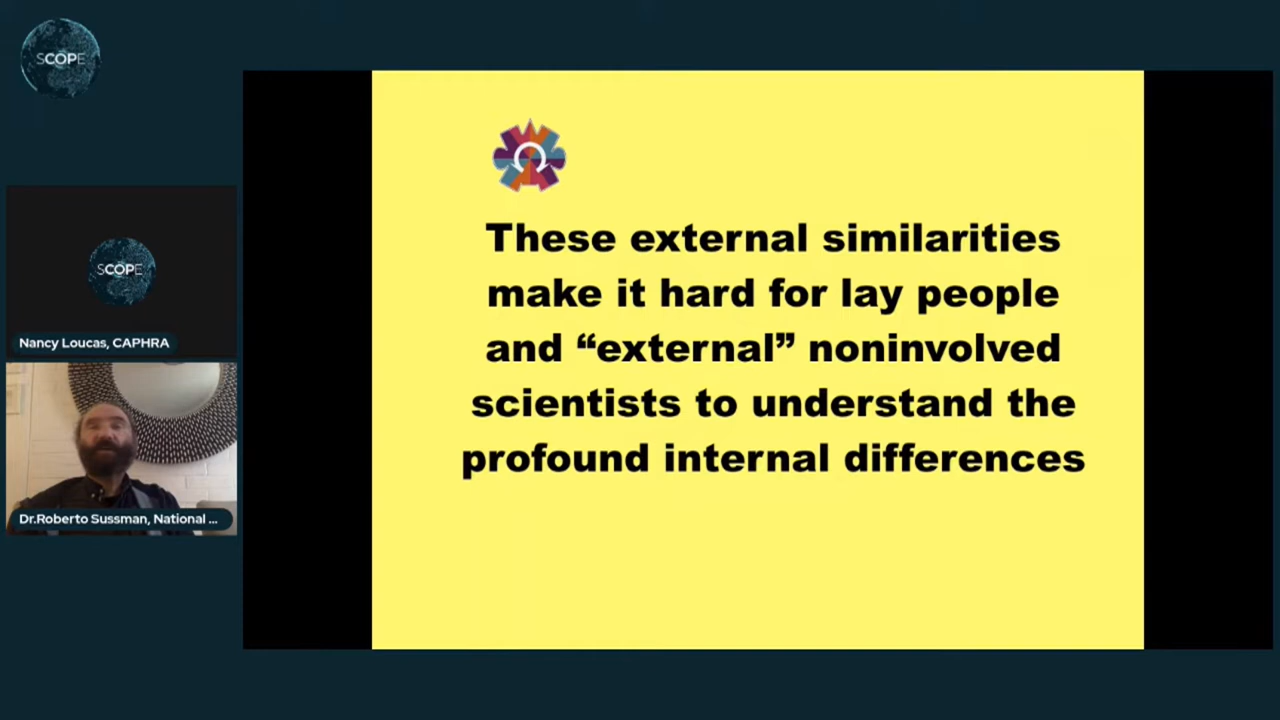 SCOPE
SCOPE
Nancy Loucas, CAPHRA
Dr.Roberto Sussman, National ...
These external similarities
make it hard for lay people
and “external” noninvolved
scientists to understand the
profound internal differences